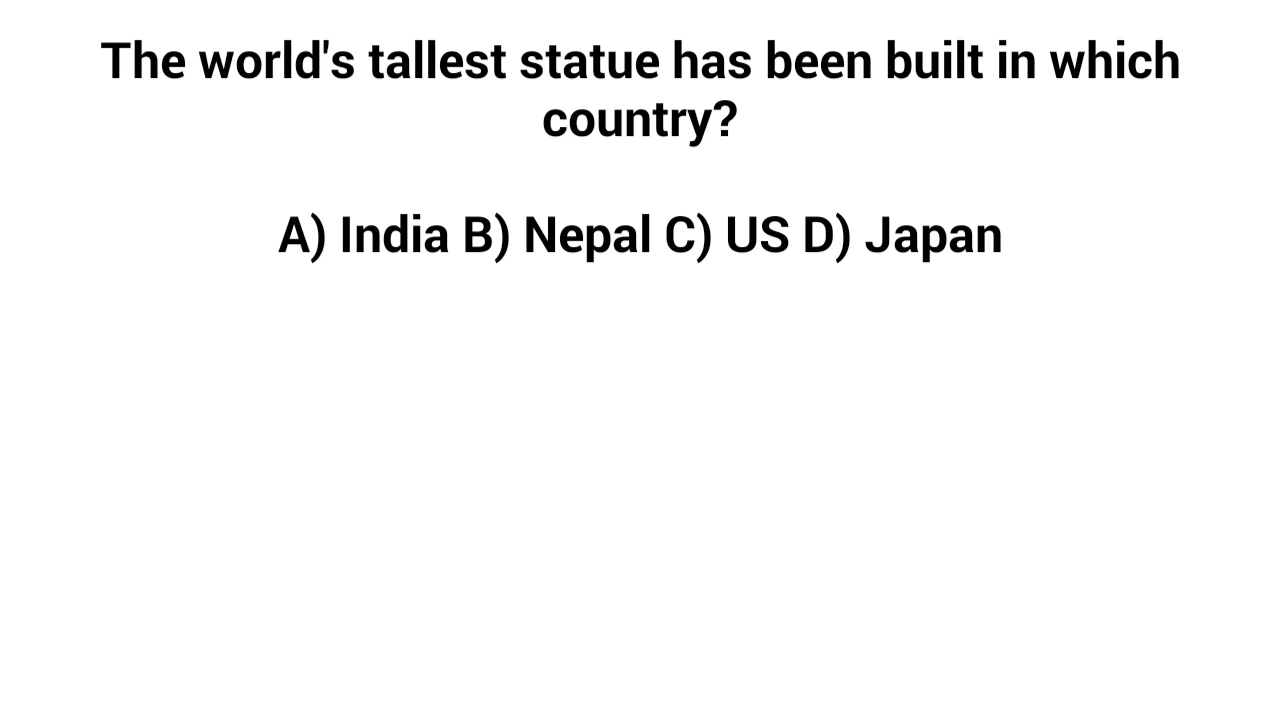 The world's tallest statue has been built in which
country?
A) India B) Nepal C) US D) Japan